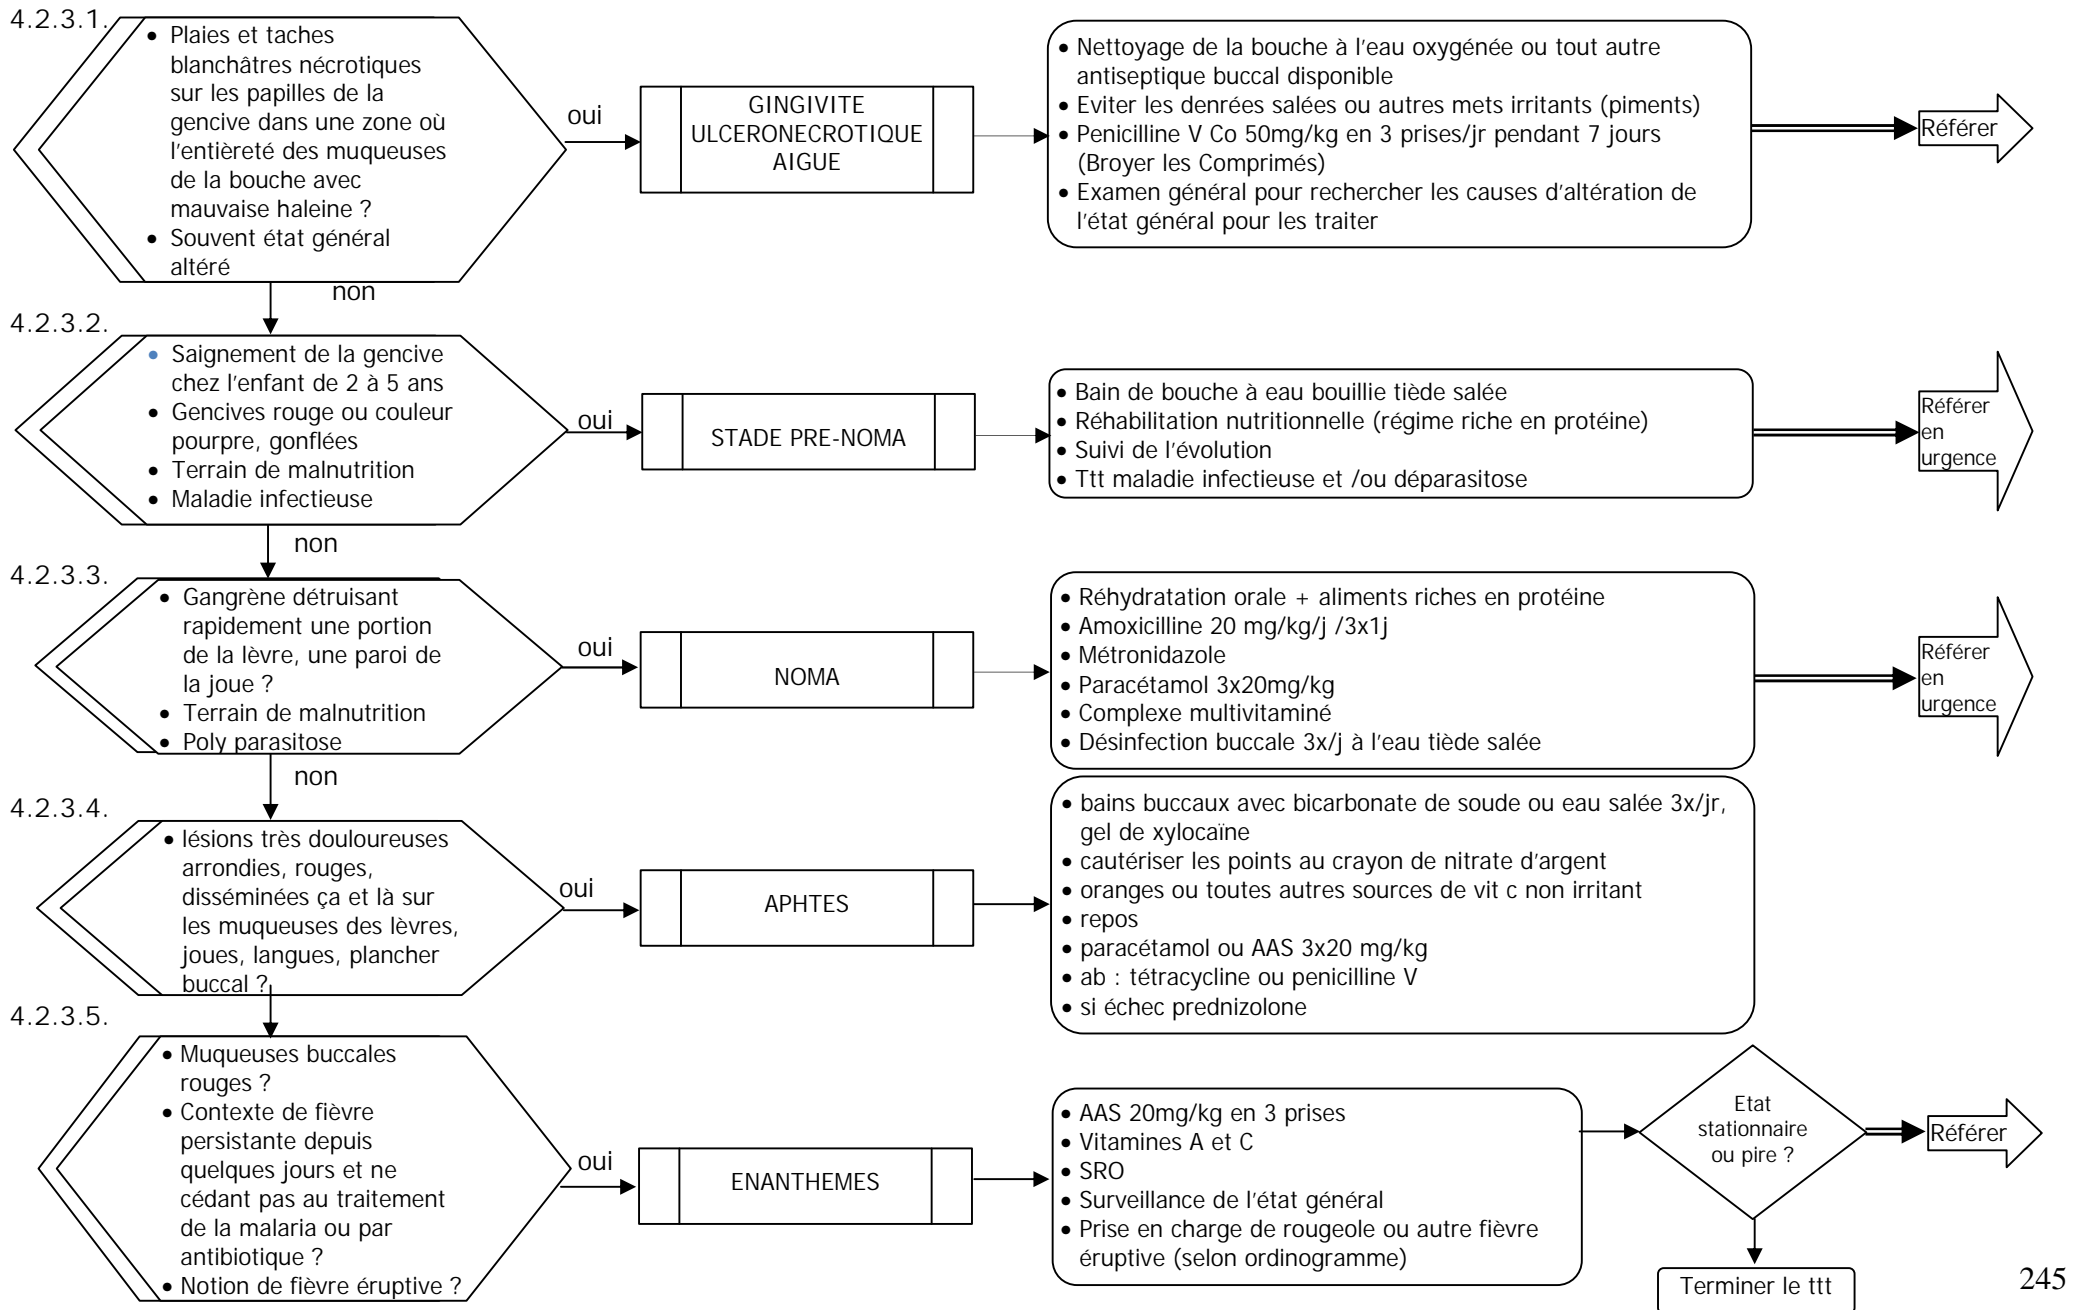 4.2.3.1.
• Plaies et taches
blanchâtres nécrotiques
sur les papilles de la
gencive dans une zone où
l'entièreté des muqueuses
de la bouche avec
mauvaise haleine ?
• Souvent état général
altéré
oui
GINGIVITE
ULCERONECROTIQUE
AIGUE
• Nettoyage de la bouche à l'eau oxygénée ou tout autre
antiseptique buccal disponible
• Eviter les denrées salées ou autres mets irritants (piments)
• Penicilline V Co 50mg/kg en 3 prises/jr pendant 7 jours
(Broyer les Comprimés)
• Examen général pour rechercher les causes d'altération de
l'état général pour les traiter
Référer
non
4.2.3.2.
• Saignement de la gencive
chez l'enfant de 2 à 5 ans
• Gencives rouge ou couleur
pourpre, gonflées
• Terrain de malnutrition
• Maladie infectieuse
oui
STADE PRE-NOMA
• Bain de bouche à eau bouillie tiède salée
• Réhabilitation nutritionnelle (régime riche en protéine)
• Suivi de l'évolution
• Ttt maladie infectieuse et /ou déparasitose
Référer
en
urgence
non
4.2.3.3.
• Gangrène détruisant
rapidement une portion
de la lèvre, une paroi de
la joue ?
• Terrain de malnutrition
• Poly parasitose
oui
NOMA
• Réhydratation orale + aliments riches en protéine
• Amoxicilline 20 mg/kg/j /3x1j
• Métronidazole
• Paracétamol 3x20mg/kg
• Complexe multivitaminé
• Désinfection buccale 3x/j à l'eau tiède salée
Référer
en
urgence
non
4.2.3.4.
• lésions très douloureuses
arrondies, rouges,
disséminées ça et là sur
les muqueuses des lèvres,
joues, langues, plancher
buccal ?
oui
APHTES
• bains buccaux avec bicarbonate de soude ou eau salée 3x/jr,
gel de xylocaïne
• cautériser les points au crayon de nitrate d'argent
• oranges ou toutes autres sources de vit c non irritant
• repos
• paracétamol ou AAS 3x20 mg/kg
• ab : tétracycline ou penicilline V
• si échec prednizolone
4.2.3.5.
• Muqueuses buccales
rouges ?
• Contexte de fièvre
persistante depuis
quelques jours et ne
cédant pas au traitement
de la malaria ou par
antibiotique ?
• Notion de fièvre éruptive ?
oui
ENANTHEMES
• AAS 20mg/kg en 3 prises
• Vitamines A et C
• SRO
• Surveillance de l'état général
• Prise en charge de rougeole ou autre fièvre
éruptive (selon ordinogramme)
Etat
stationnaire
ou pire ?
Référer
Terminer le ttt
245